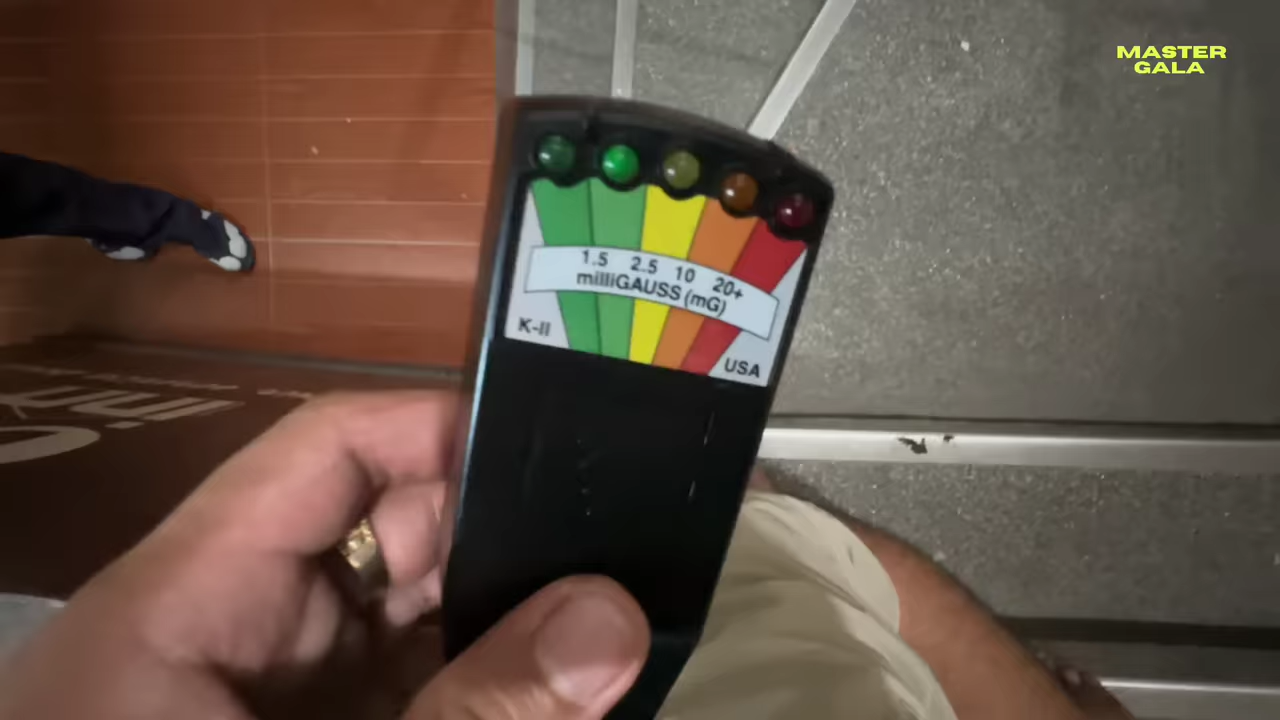 MASTER
GALA
1.5 2.5 10 20+
milliGAUSS (mG)
K-II
USA